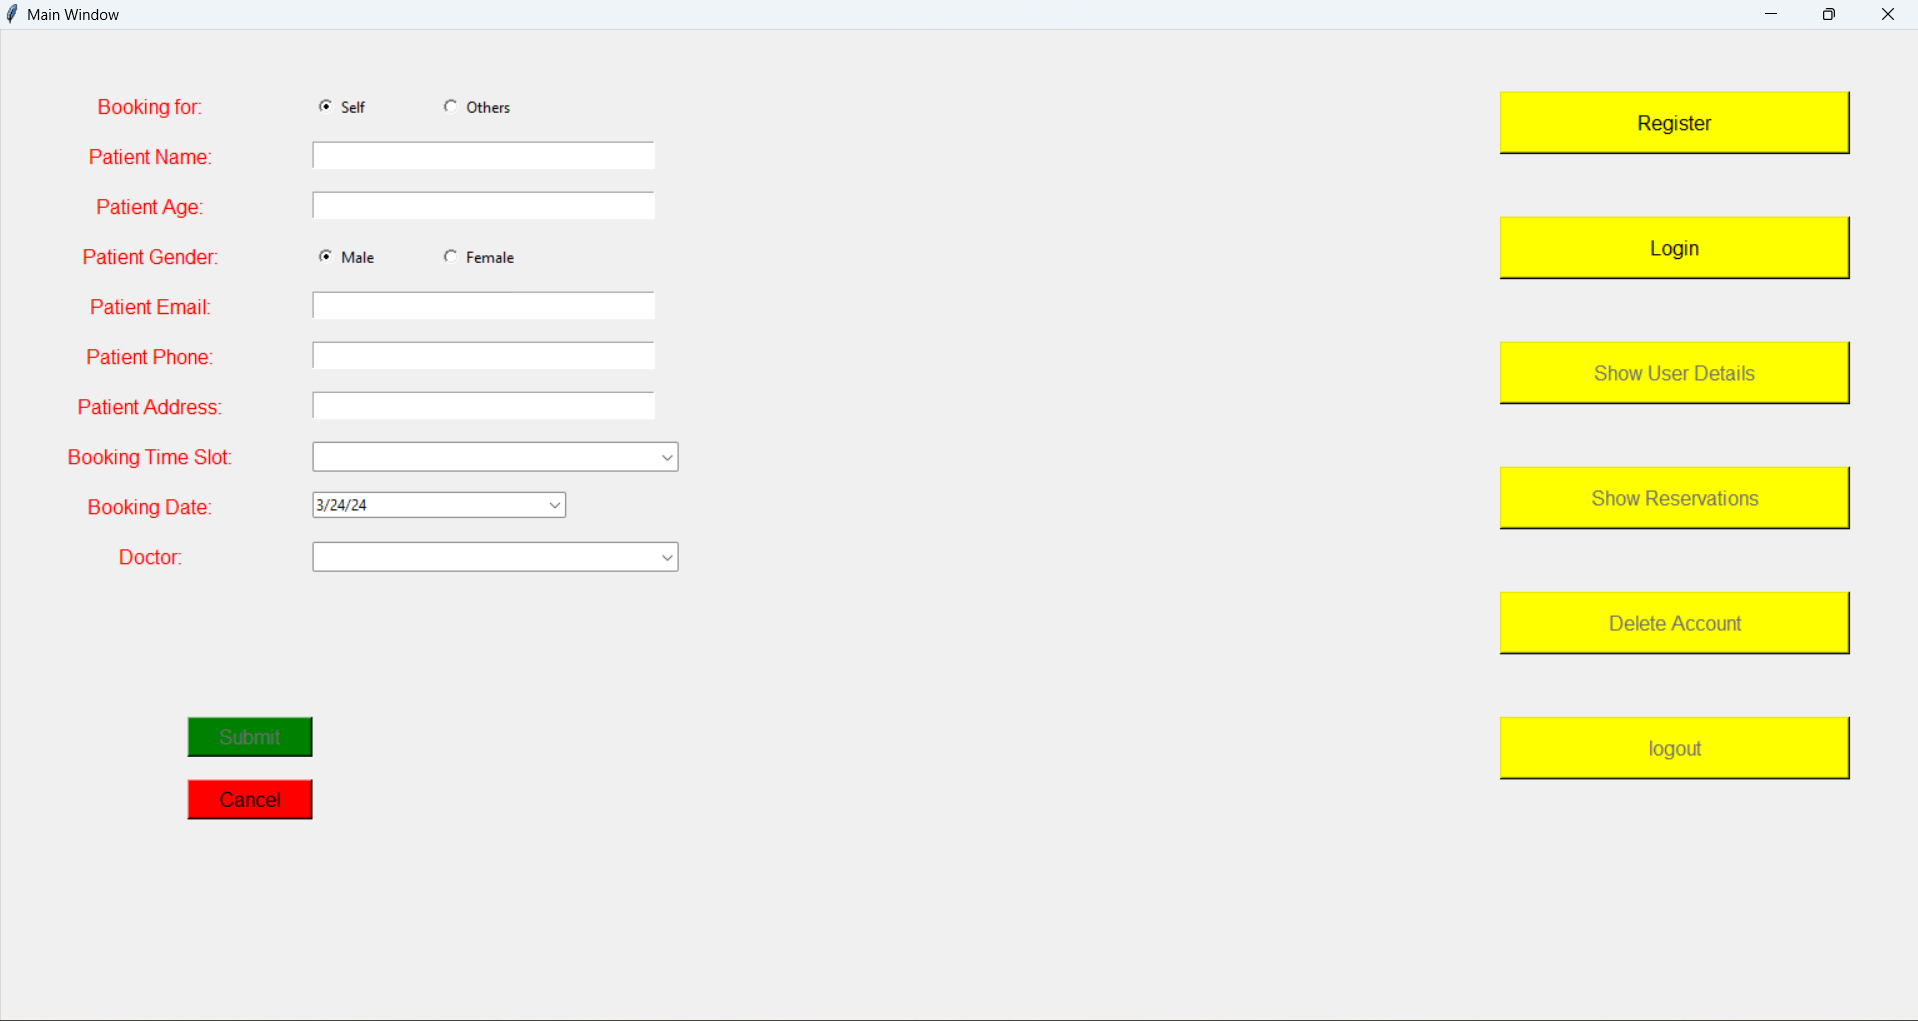 Main Window
Booking for:
Self
Others
Patient Name:
Patient Age:
Patient Gender:
Male
Female
Patient Email:
Patient Phone:
Patient Address:
Booking Time Slot:
Booking Date:
3/24/24
Doctor:
Submit
Cancel
Register
Login
Show User Details
Show Reservations
Delete Account
logout